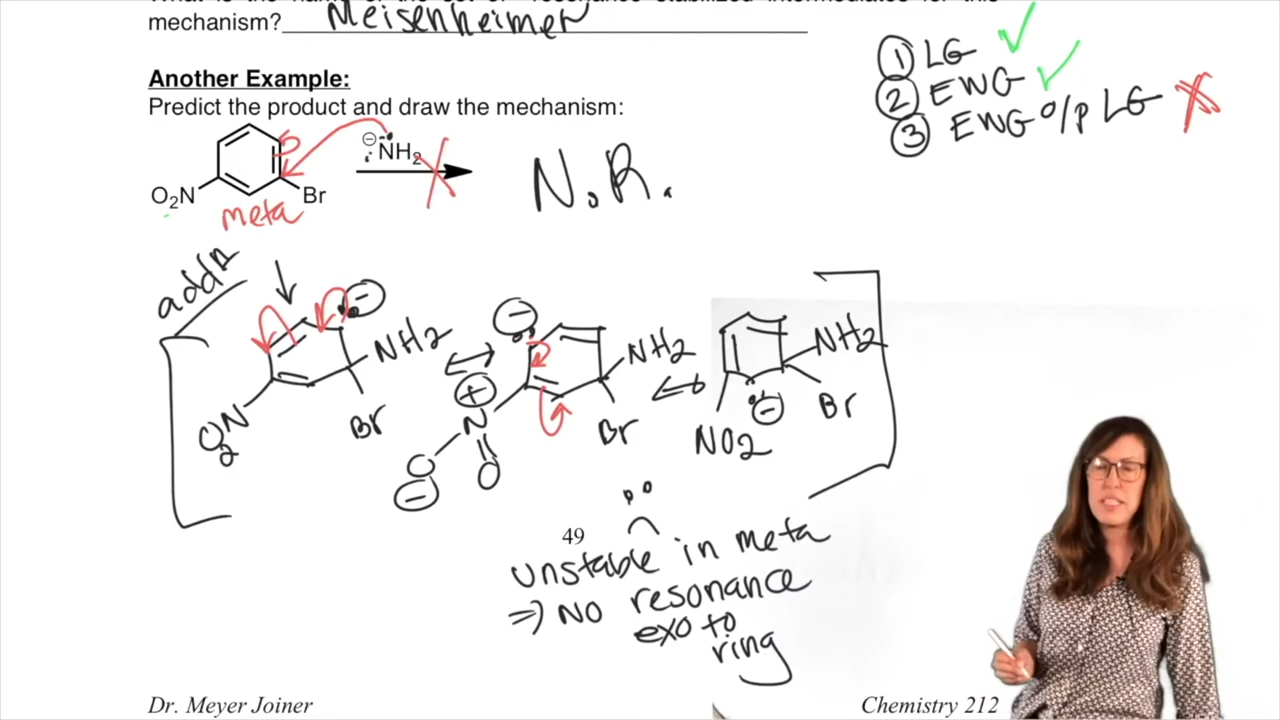 mechanism? Meisenheimer
① LG ✓
② EWG ✓
③ EWG o/p LG X
Another Example:
Predict the product and draw the mechanism:
⊖
:NH2
O2N
Br
meta
N.R.
add'n
⊖
NH2
Br
O2N
⊖
NH2
Br
⊕
N
O
⊖
O
NH2
Br
⊖
NO2
49
unstable in meta
⇒ NO resonance
exo to
ring
Dr. Meyer Joiner
Chemistry 212